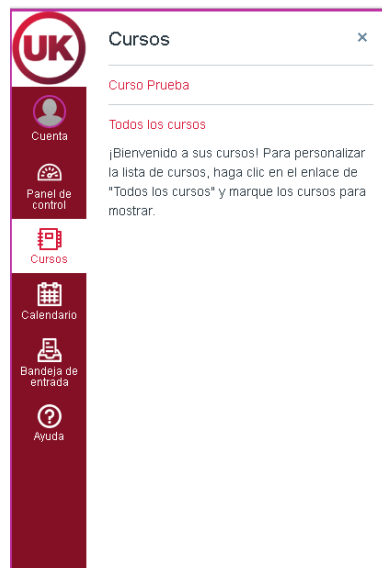 UK
Cuenta
Panel de
control
Cursos
Calendario
Bandeja de
entrada
Ayuda
Cursos ×
Curso Prueba
Todos los cursos
¡Bienvenido a sus cursos! Para personalizar
la lista de cursos, haga clic en el enlace de
"Todos los cursos" y marque los cursos para
mostrar.